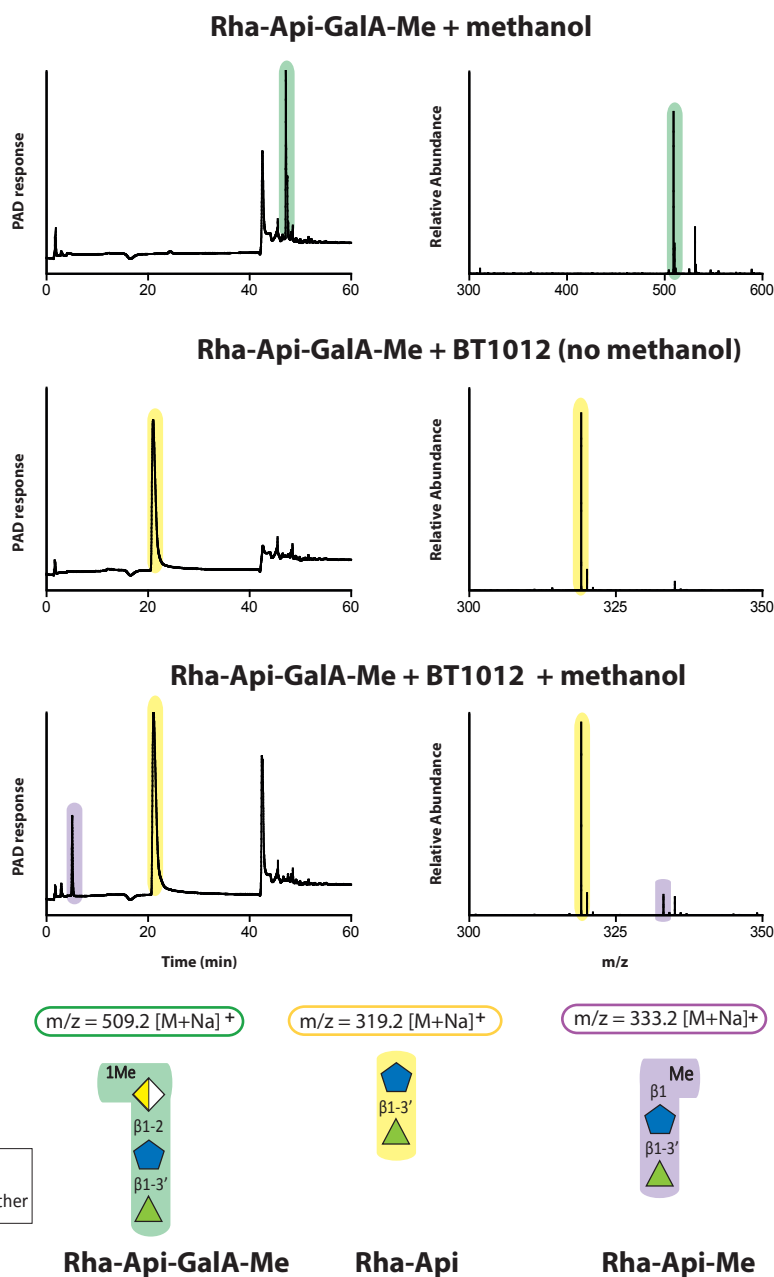 Rha-Api-GalA-Me + methanol
PAD response
0 20 40 60
Relative Abundance
300 400 500 600
Rha-Api-GalA-Me + BT1012 (no methanol)
PAD response
0 20 40 60
Relative Abundance
300 325 350
Rha-Api-GalA-Me + BT1012 + methanol
PAD response
0 20 40 60
Time (min)
Relative Abundance
300 325 350
m/z
m/z = 509.2 [M+Na]⁺
m/z = 319.2 [M+Na]⁺
m/z = 333.2 [M+Na]+
1Me
β1-2
β1-3′
β1-3′
Me
β1
β1-3′
ther
Rha-Api-GalA-Me
Rha-Api
Rha-Api-Me